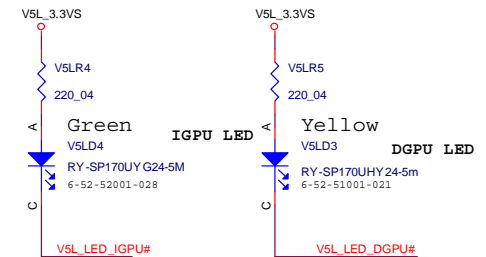 V5L_3.3VS
V5LR4
220_04
A
Green
IGPU LED
V5LD4
RY-SP170UYG24-5M
6-52-52001-028
C
V5L_LED_IGPU#
V5L_3.3VS
V5LR5
220_04
A
Yellow
DGPU LED
V5LD3
RY-SP170UHY24-5m
6-52-51001-021
C
V5L_LED_DGPU#